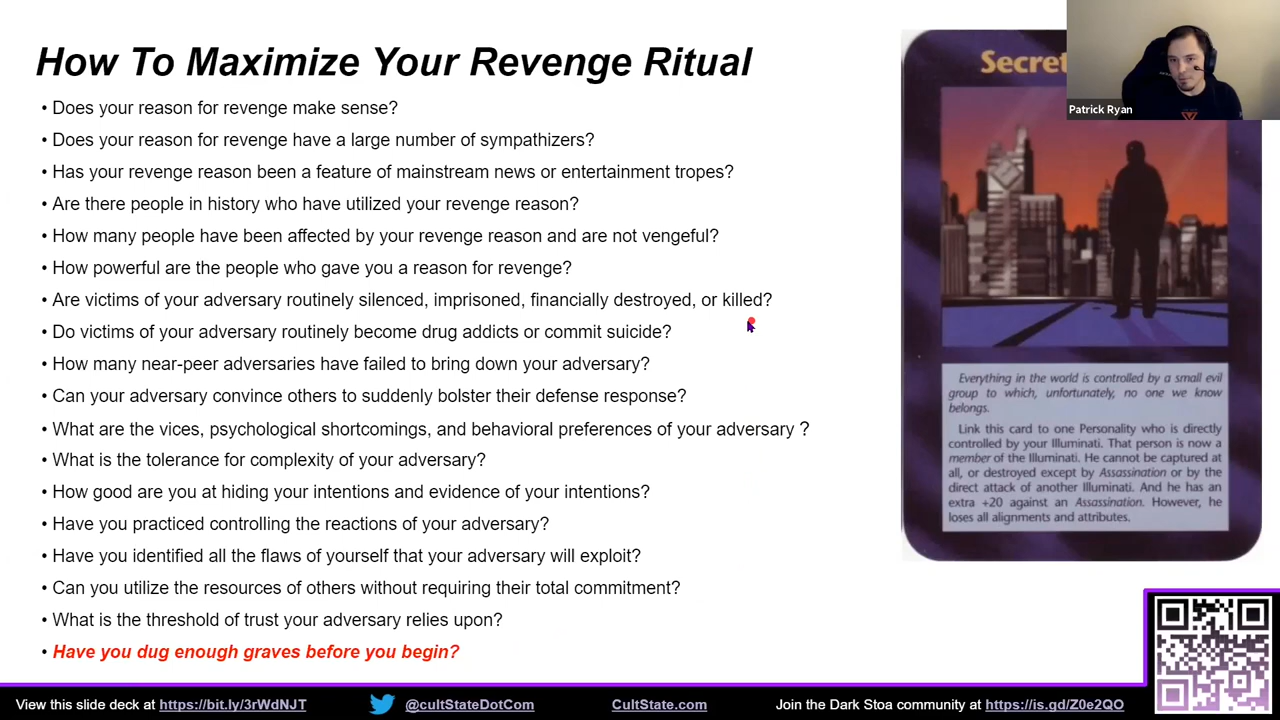 How To Maximize Your Revenge Ritual
• Does your reason for revenge make sense?
• Does your reason for revenge have a large number of sympathizers?
• Has your revenge reason been a feature of mainstream news or entertainment tropes?
• Are there people in history who have utilized your revenge reason?
• How many people have been affected by your revenge reason and are not vengeful?
• How powerful are the people who gave you a reason for revenge?
• Are victims of your adversary routinely silenced, imprisoned, financially destroyed, or killed?
• Do victims of your adversary routinely become drug addicts or commit suicide?
• How many near-peer adversaries have failed to bring down your adversary?
• Can your adversary convince others to suddenly bolster their defense response?
• What are the vices, psychological shortcomings, and behavioral preferences of your adversary ?
• What is the tolerance for complexity of your adversary?
• How good are you at hiding your intentions and evidence of your intentions?
• Have you practiced controlling the reactions of your adversary?
• Have you identified all the flaws of yourself that your adversary will exploit?
• Can you utilize the resources of others without requiring their total commitment?
• What is the threshold of trust your adversary relies upon?
• Have you dug enough graves before you begin?
Secret
Patrick Ryan
Everything in the world is controlled by a small evil
group to which, unfortunately, no one we know
belongs.
Link this card to one Personality who is directly
controlled by your Illuminati. That person is now a
member of the Illuminati. He cannot be captured at
all, or destroyed except by Assassination or by the
direct attack of another Illuminati. And he has an
extra +20 against an Assassination. However, he
loses all alignments and attributes.
View this slide deck at https://bit.ly/3rWdNJT
@cultStateDotCom
CultState.com
Join the Dark Stoa community at https://is.gd/Z0e2QO